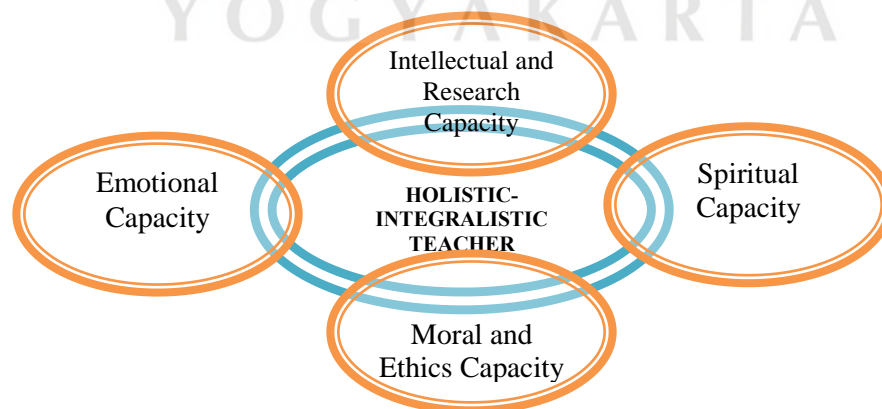 YOGYAKARTA
Intellectual and
Research
Capacity
Emotional
Capacity
HOLISTIC-
INTEGRALISTIC
TEACHER
Spiritual
Capacity
Moral and
Ethics Capacity